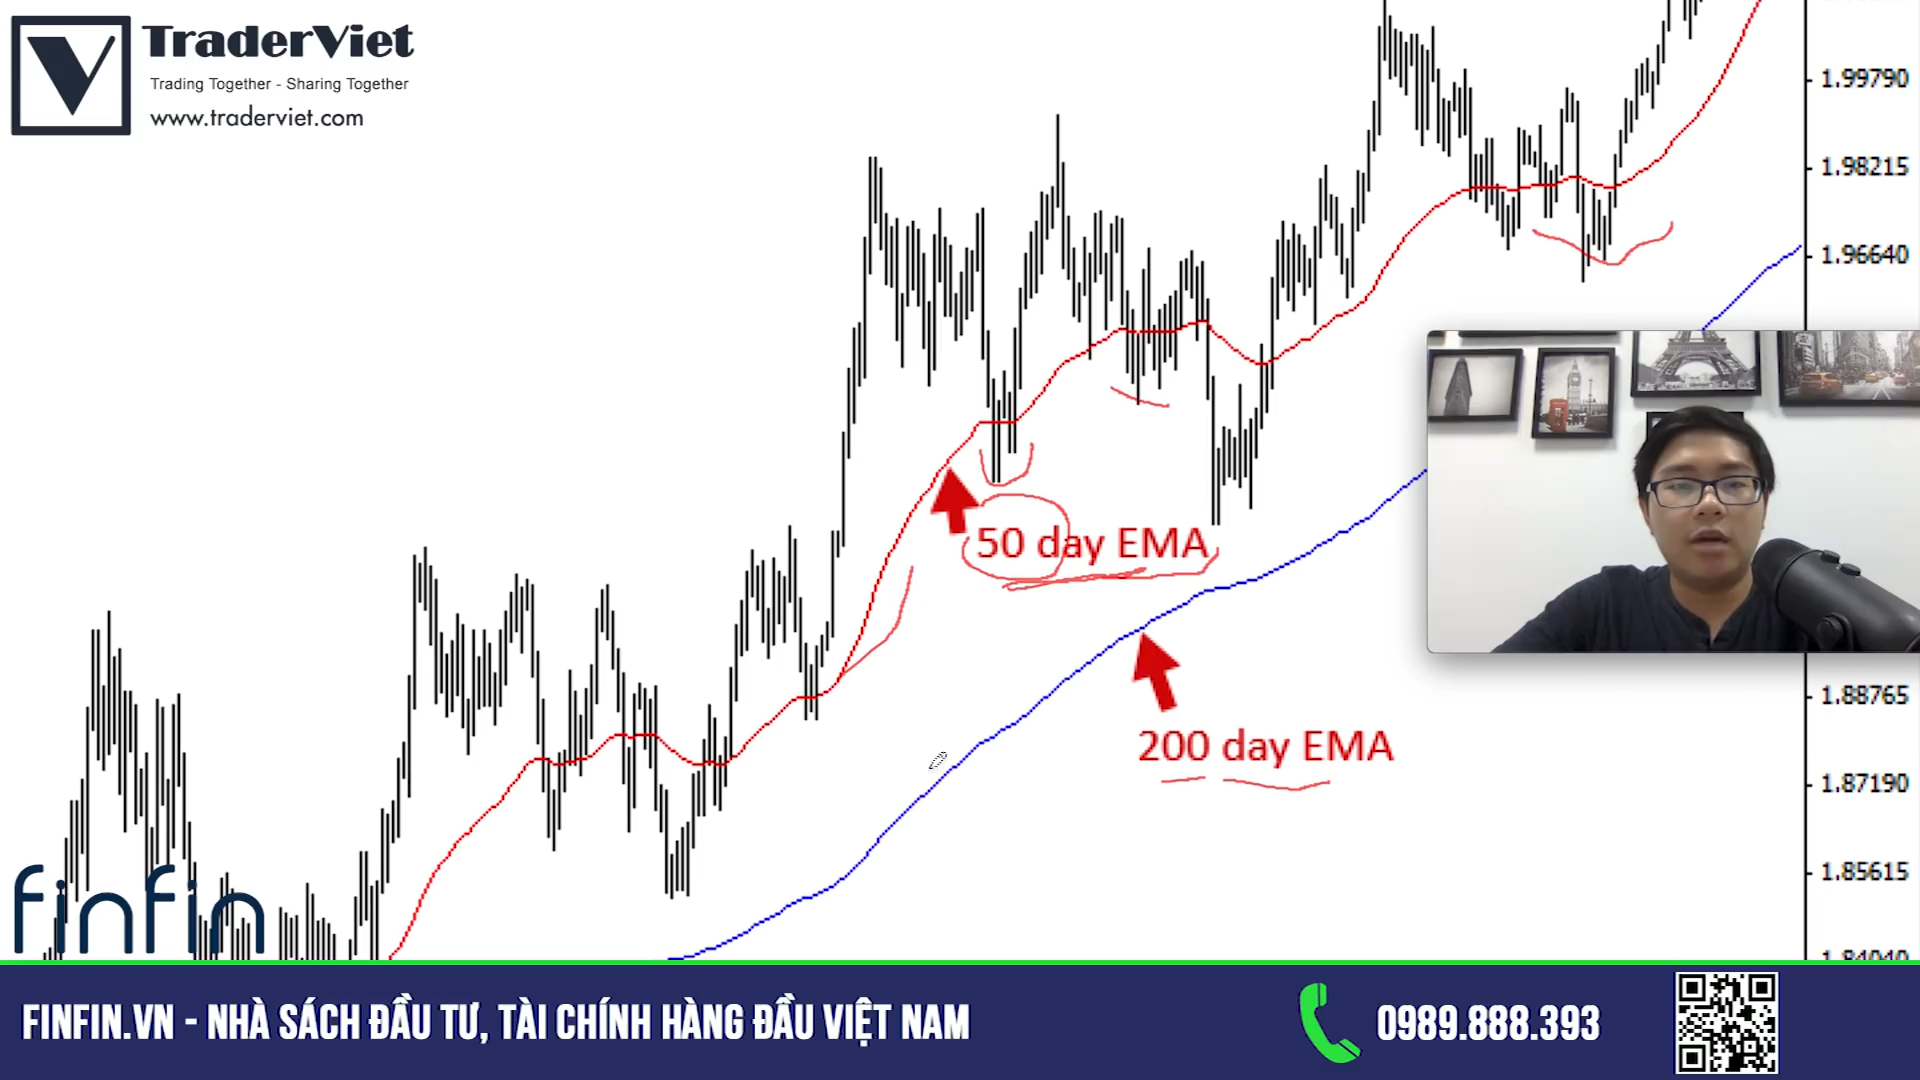 TraderViet
Trading Together - Sharing Together
www.traderviet.com
1.99790
1.98215
1.96640
50 day EMA
200 day EMA
1.88765
1.87190
1.85615
1.84040
finfin
FINFIN.VN - NHÀ SÁCH ĐẦU TƯ, TÀI CHÍNH HÀNG ĐẦU VIỆT NAM
0989.888.393